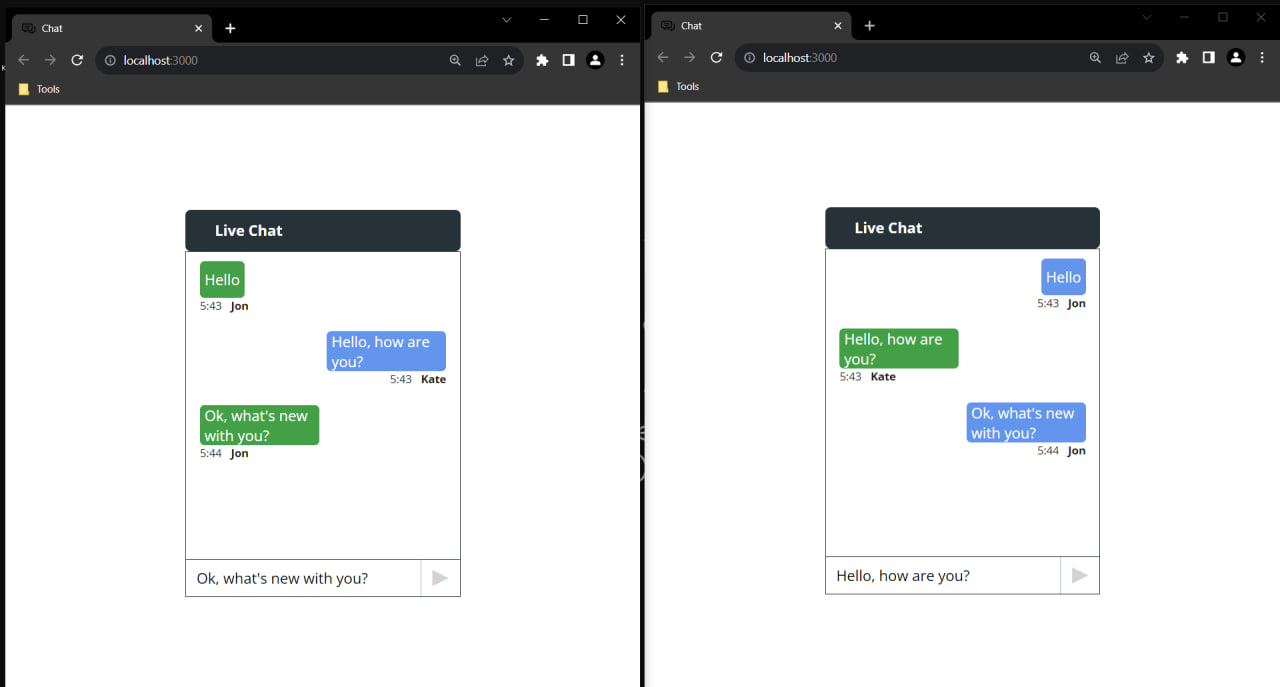 Chat
localhost:3000
Tools
Live Chat
Hello
5:43 Jon
Hello, how are
you?
5:43 Kate
Ok, what's new
with you?
5:44 Jon
Ok, what's new with you?
Chat
localhost:3000
Tools
Live Chat
Hello
5:43 Jon
Hello, how are
you?
5:43 Kate
Ok, what's new
with you?
5:44 Jon
Hello, how are you?